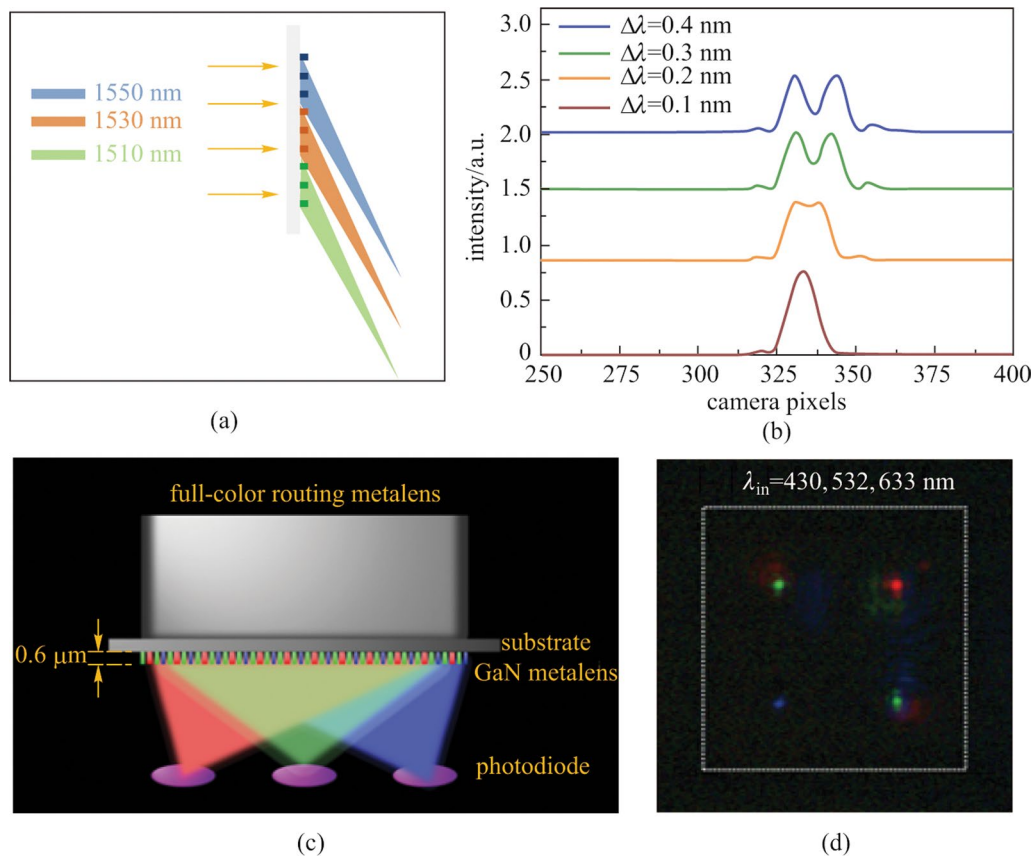 1550 nm
1530 nm
1510 nm
(a)
3.0
2.5
2.0
1.5
1.0
0.5
0
intensity/a.u.
Δλ=0.4 nm
Δλ=0.3 nm
Δλ=0.2 nm
Δλ=0.1 nm
250 275 300 325 350 375 400
camera pixels
(b)
full-color routing metalens
0.6 μm
substrate
GaN metalens
photodiode
(c)
λin=430, 532, 633 nm
(d)